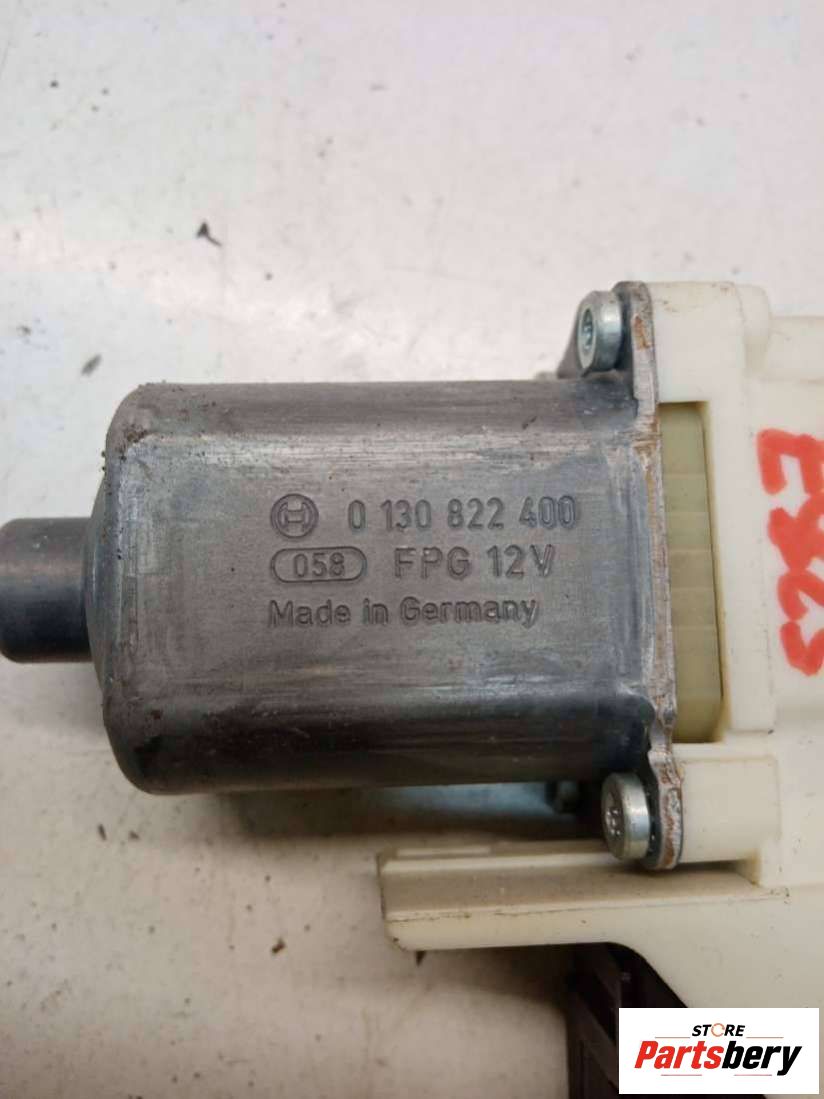 0 130 822 400
058 FPG 12V
Made in Germany
STORE
Partsbery